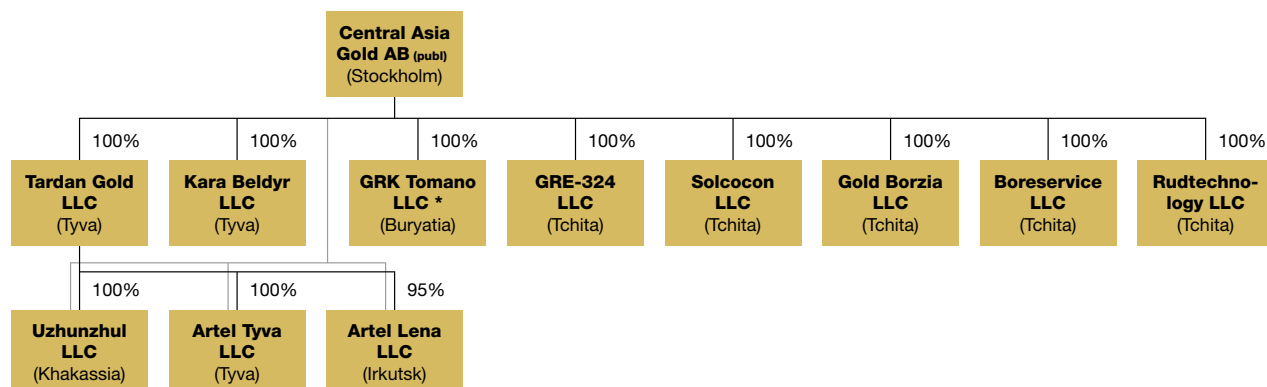 Central Asia
Gold AB (publ)
(Stockholm)
100%
100%
100%
100%
100%
100%
100%
100%
Tardan Gold
LLC
(Tyva)
Kara Beldyr
LLC
(Tyva)
GRK Tomano
LLC *
(Buryatia)
GRE-324
LLC
(Tchita)
Solcocon
LLC
(Tchita)
Gold Borzia
LLC
(Tchita)
Boreservice
LLC
(Tchita)
Rudtechno-
logy LLC
(Tchita)
100%
100%
95%
Uzhunzhul
LLC
(Khakassia)
Artel Tyva
LLC
(Tyva)
Artel Lena
LLC
(Irkutsk)